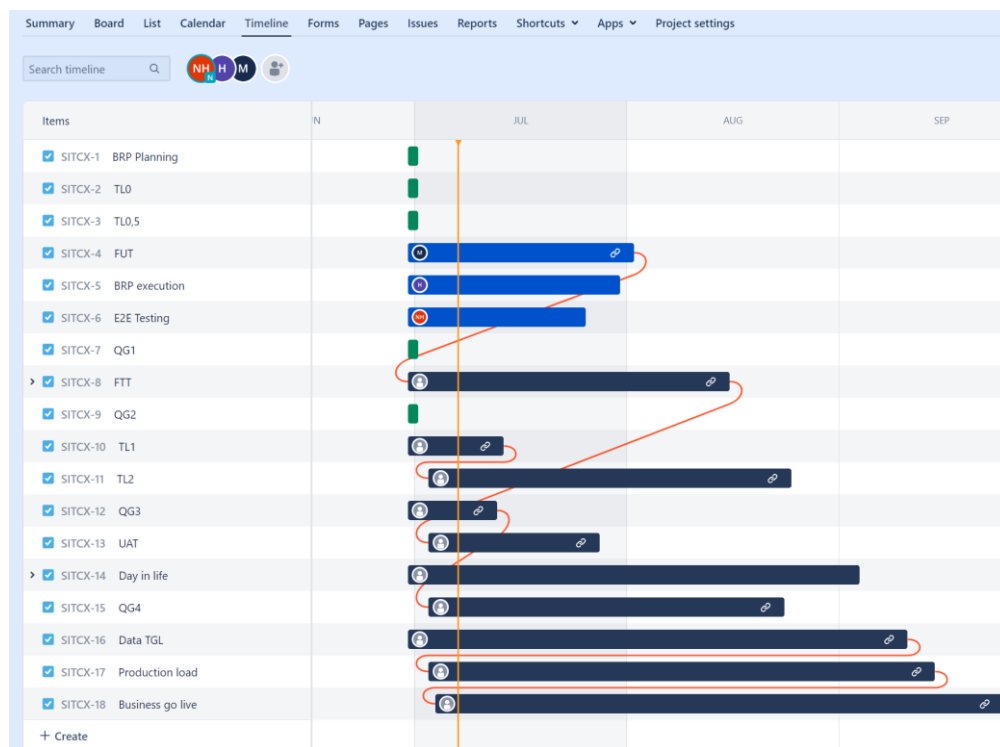 Summary Board List Calendar Timeline Forms Pages Issues Reports Shortcuts Apps Project settings
Search timeline NH N H M
Items N JUL AUG SEP
SITCX-1 BRP Planning
SITCX-2 TL0
SITCX-3 TL0,5
SITCX-4 FUT M
SITCX-5 BRP execution H
SITCX-6 E2E Testing NH
SITCX-7 QG1
SITCX-8 FTT
SITCX-9 QG2
SITCX-10 TL1
SITCX-11 TL2
SITCX-12 QG3
SITCX-13 UAT
SITCX-14 Day in life
SITCX-15 QG4
SITCX-16 Data TGL
SITCX-17 Production load
SITCX-18 Business go live
+ Create